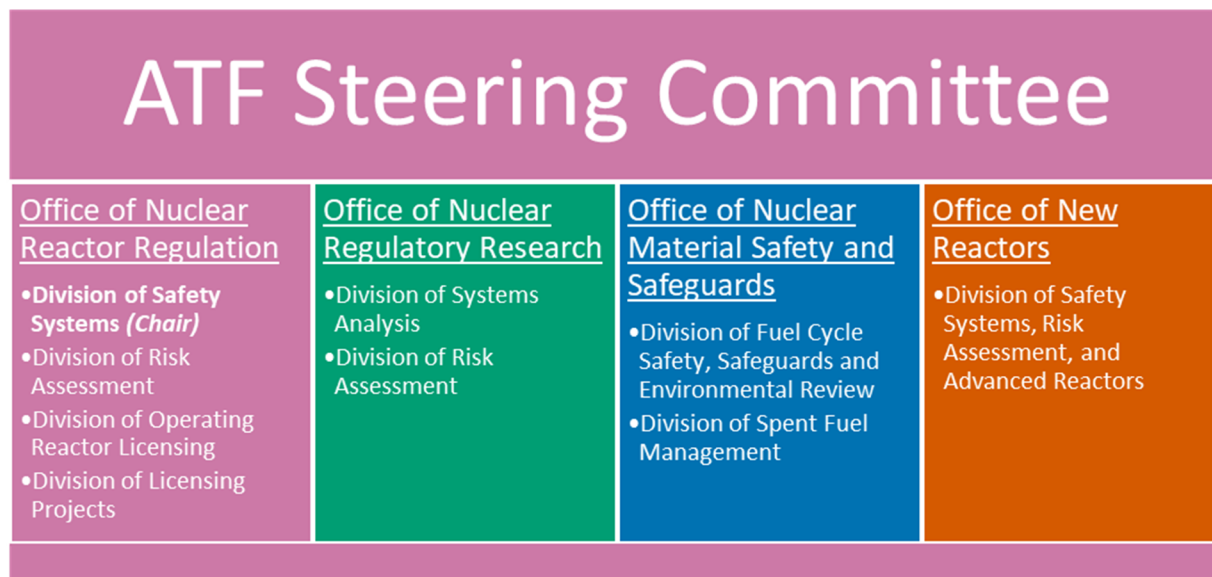 ATF Steering Committee
Office of Nuclear
Reactor Regulation
•Division of Safety
Systems (Chair)
•Division of Risk
Assessment
•Division of Operating
Reactor Licensing
•Division of Licensing
Projects
Office of Nuclear
Regulatory Research
•Division of Systems
Analysis
•Division of Risk
Assessment
Office of Nuclear
Material Safety and
Safeguards
•Division of Fuel Cycle
Safety, Safeguards and
Environmental Review
•Division of Spent Fuel
Management
Office of New
Reactors
•Division of Safety
Systems, Risk
Assessment, and
Advanced Reactors